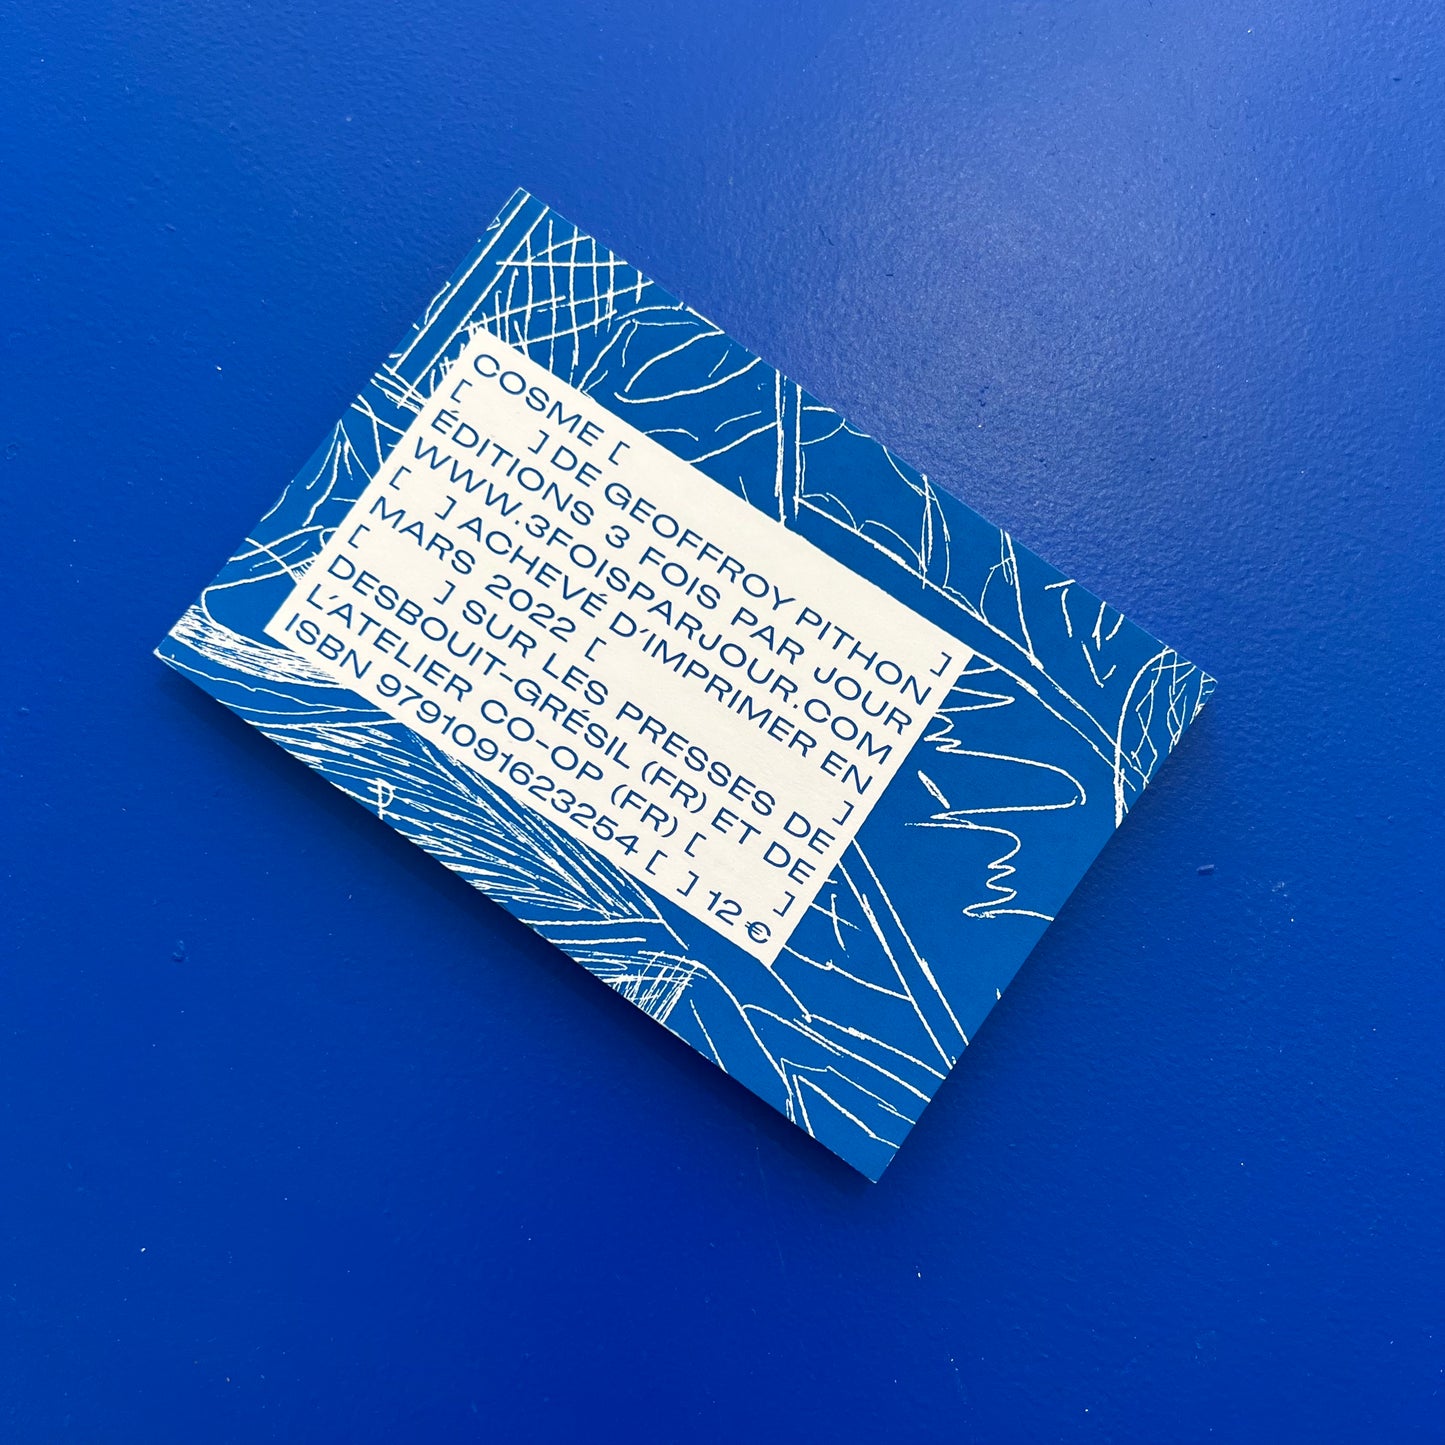 COSME [ ]
[ ] DE GEOFFROY PITHON
ÉDITIONS 3 FOIS PAR JOUR
WWW.3FOISPARJOUR.COM
[ ] ACHEVÉ D'IMPRIMER EN
MARS 2022 [ ]
[ ] SUR LES PRESSES DE
DESBOUIT-GRÉSIL (FR) ET DE
L'ATELIER CO-OP (FR) [ ]
ISBN 9791091623254 [ ] 12 €